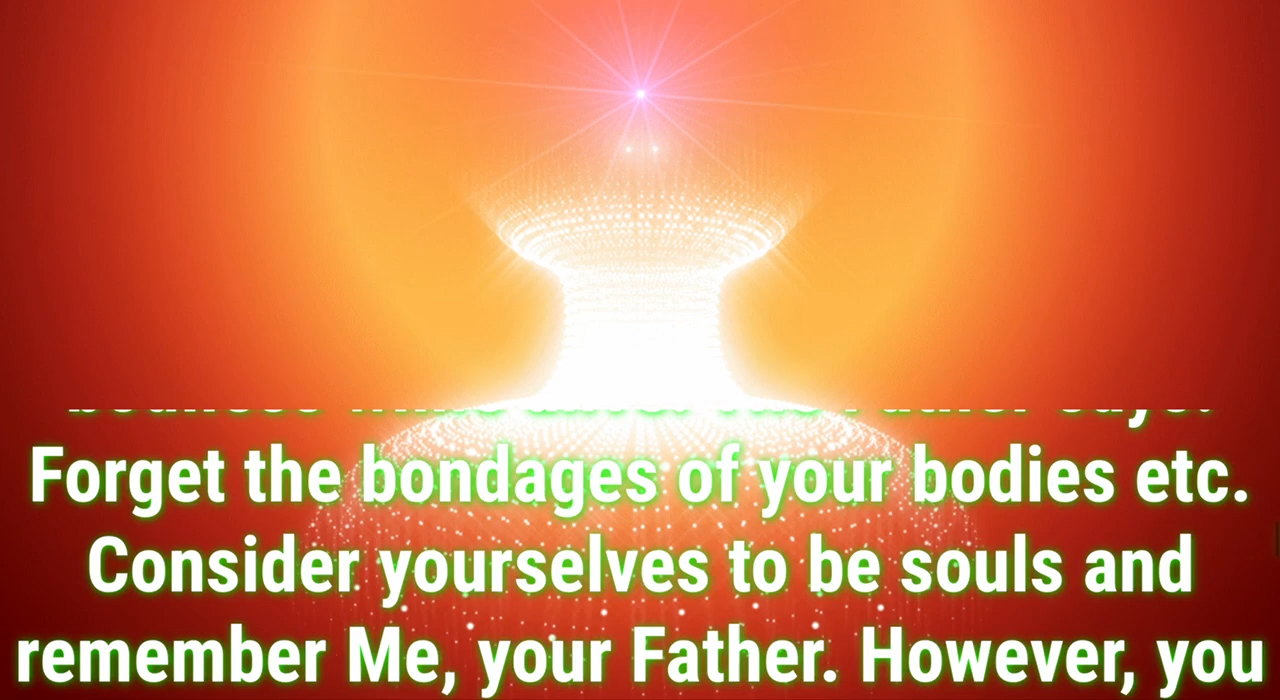 Forget the bondages of your bodies etc.
Consider yourselves to be souls and
remember Me, your Father. However, you